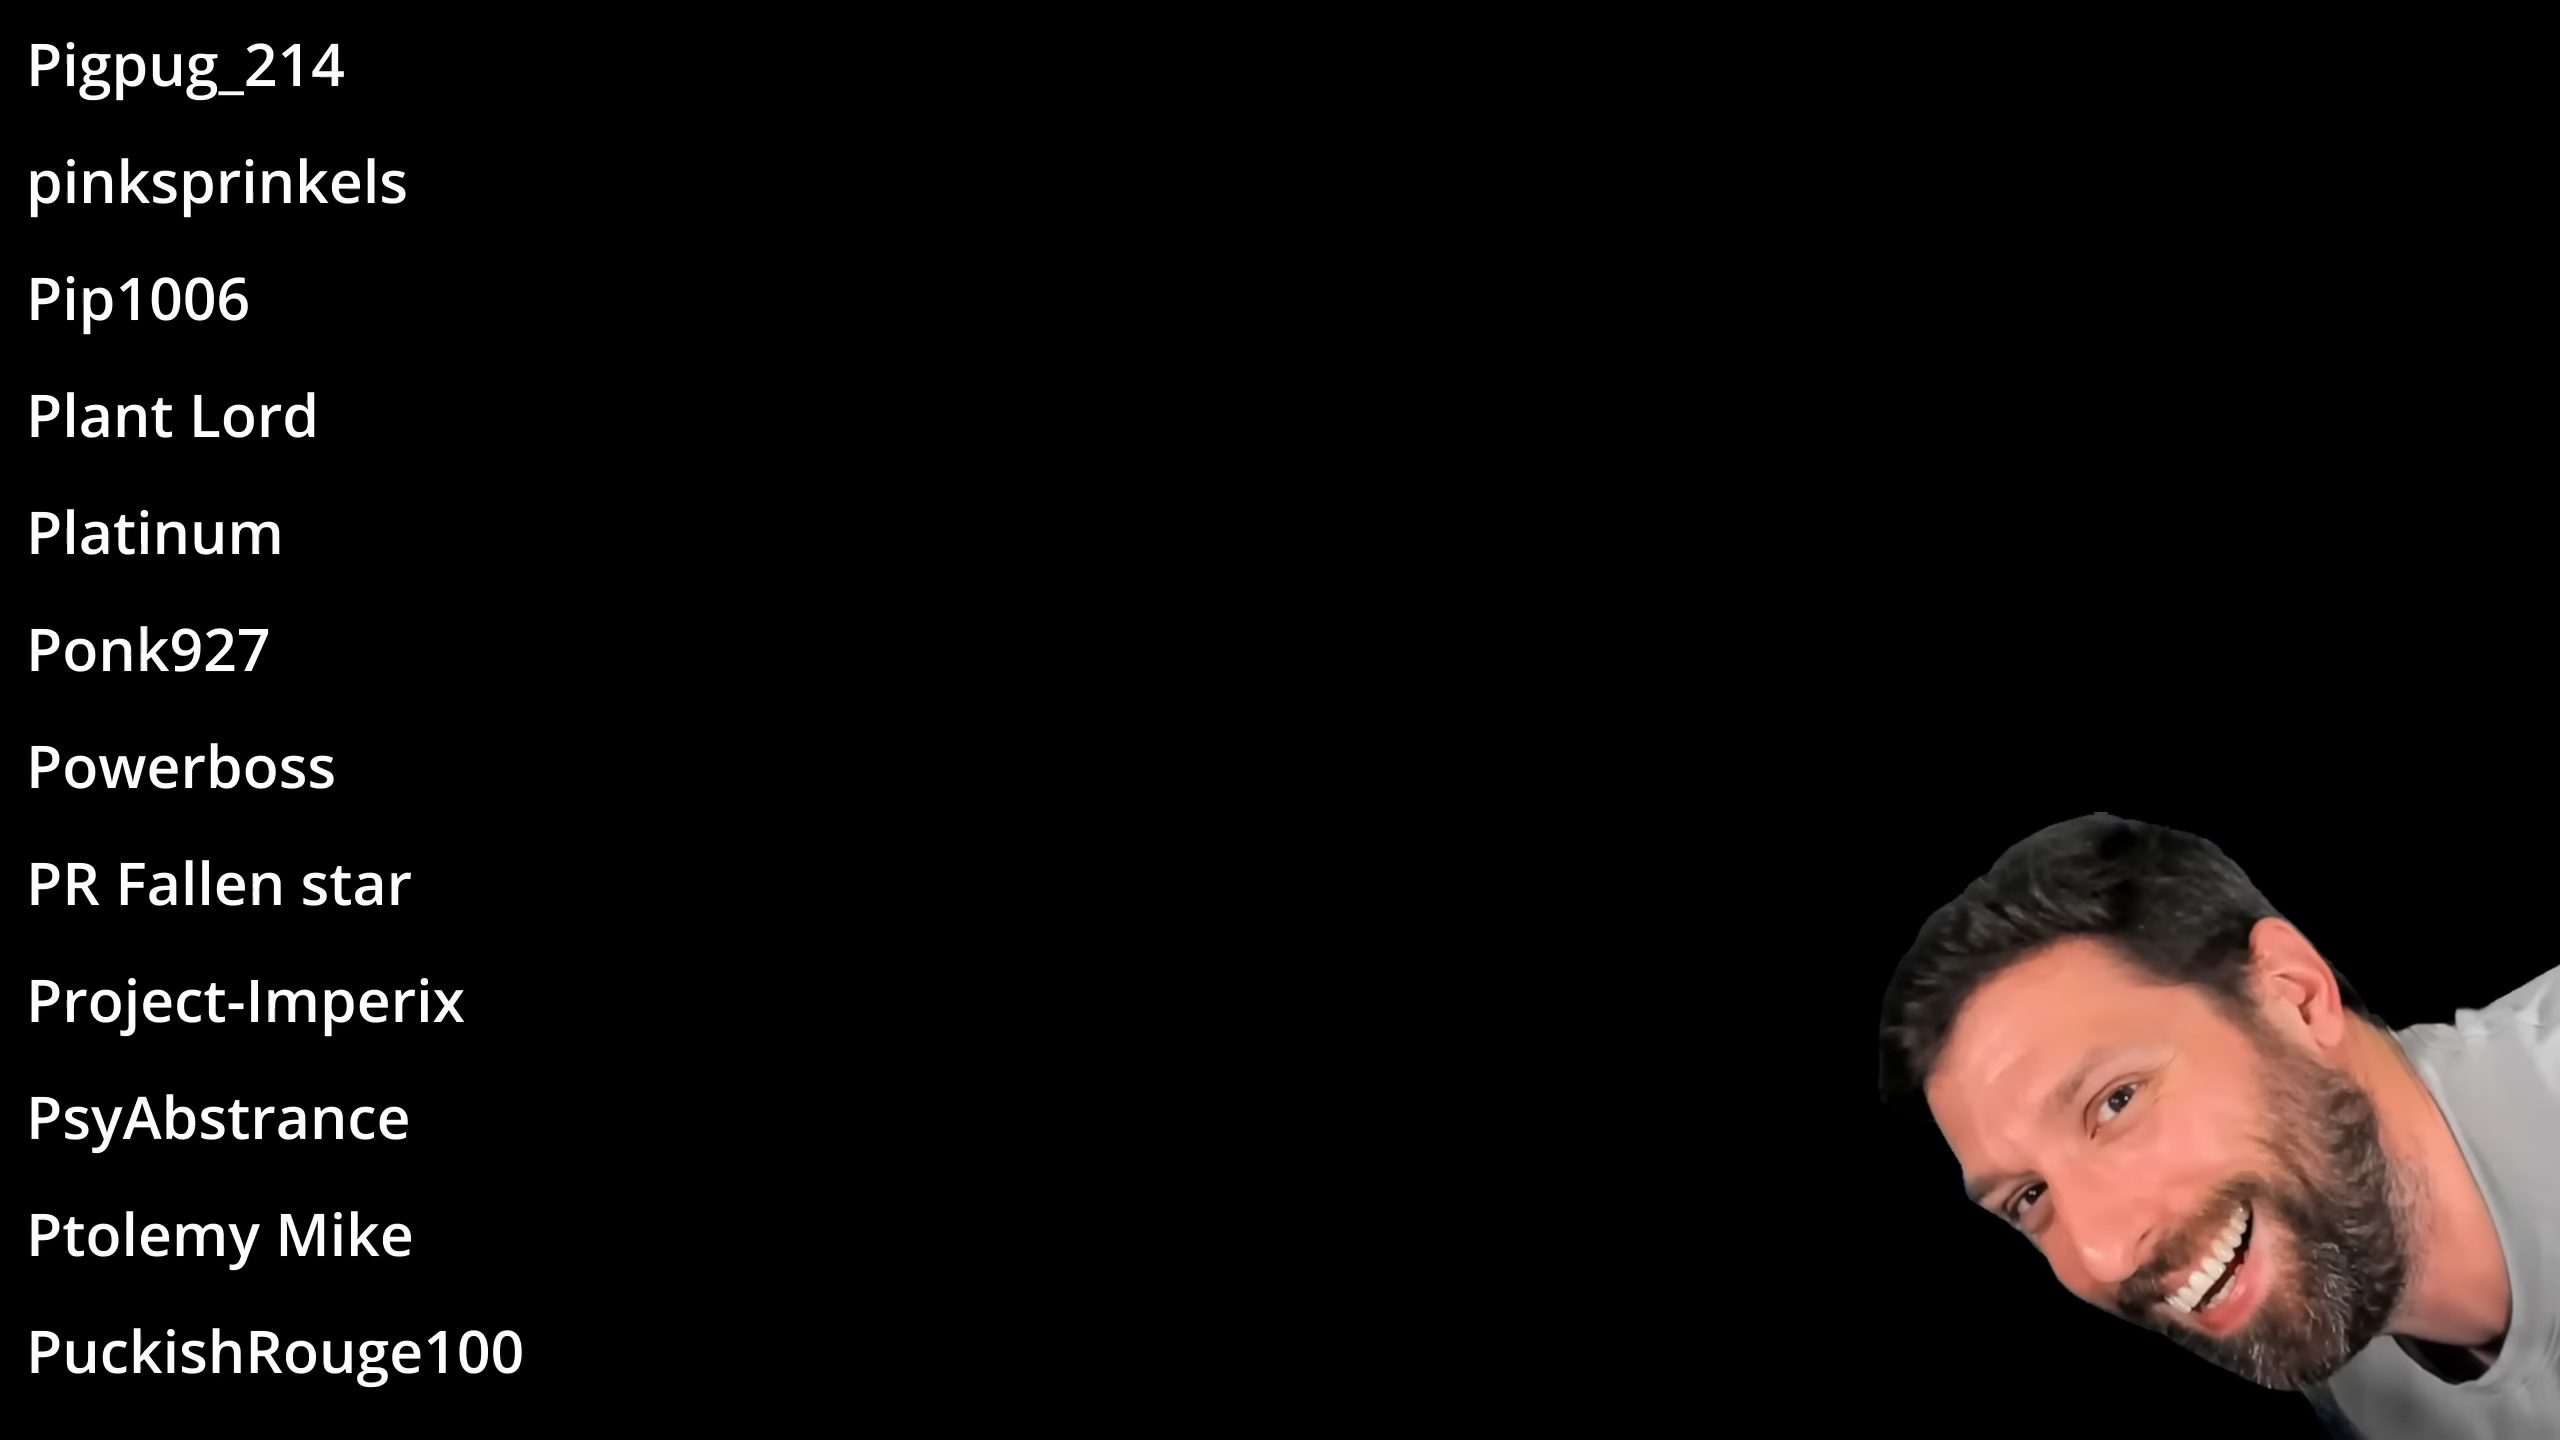 Pigpug_214
pinksprinkels
Pip1006
Plant Lord
Platinum
Ponk927
Powerboss
PR Fallen star
Project-Imperix
PsyAbstrance
Ptolemy Mike
PuckishRouge100